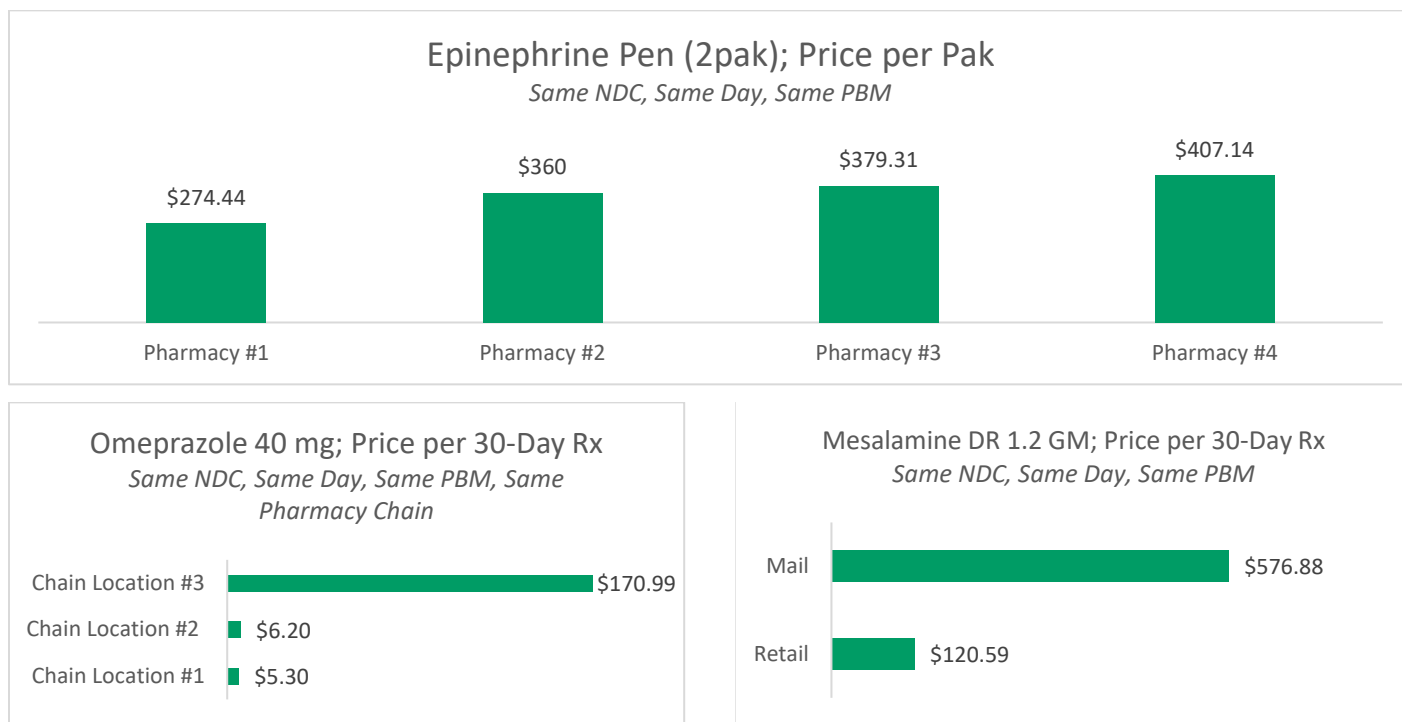 Epinephrine Pen (2pak); Price per Pak
Same NDC, Same Day, Same PBM
$274.44
$360
$379.31
$407.14
Pharmacy #1
Pharmacy #2
Pharmacy #3
Pharmacy #4
Omeprazole 40 mg; Price per 30-Day Rx
Same NDC, Same Day, Same PBM, Same
Pharmacy Chain
Chain Location #3
$170.99
Chain Location #2
$6.20
Chain Location #1
$5.30
Mesalamine DR 1.2 GM; Price per 30-Day Rx
Same NDC, Same Day, Same PBM
Mail
$576.88
Retail
$120.59